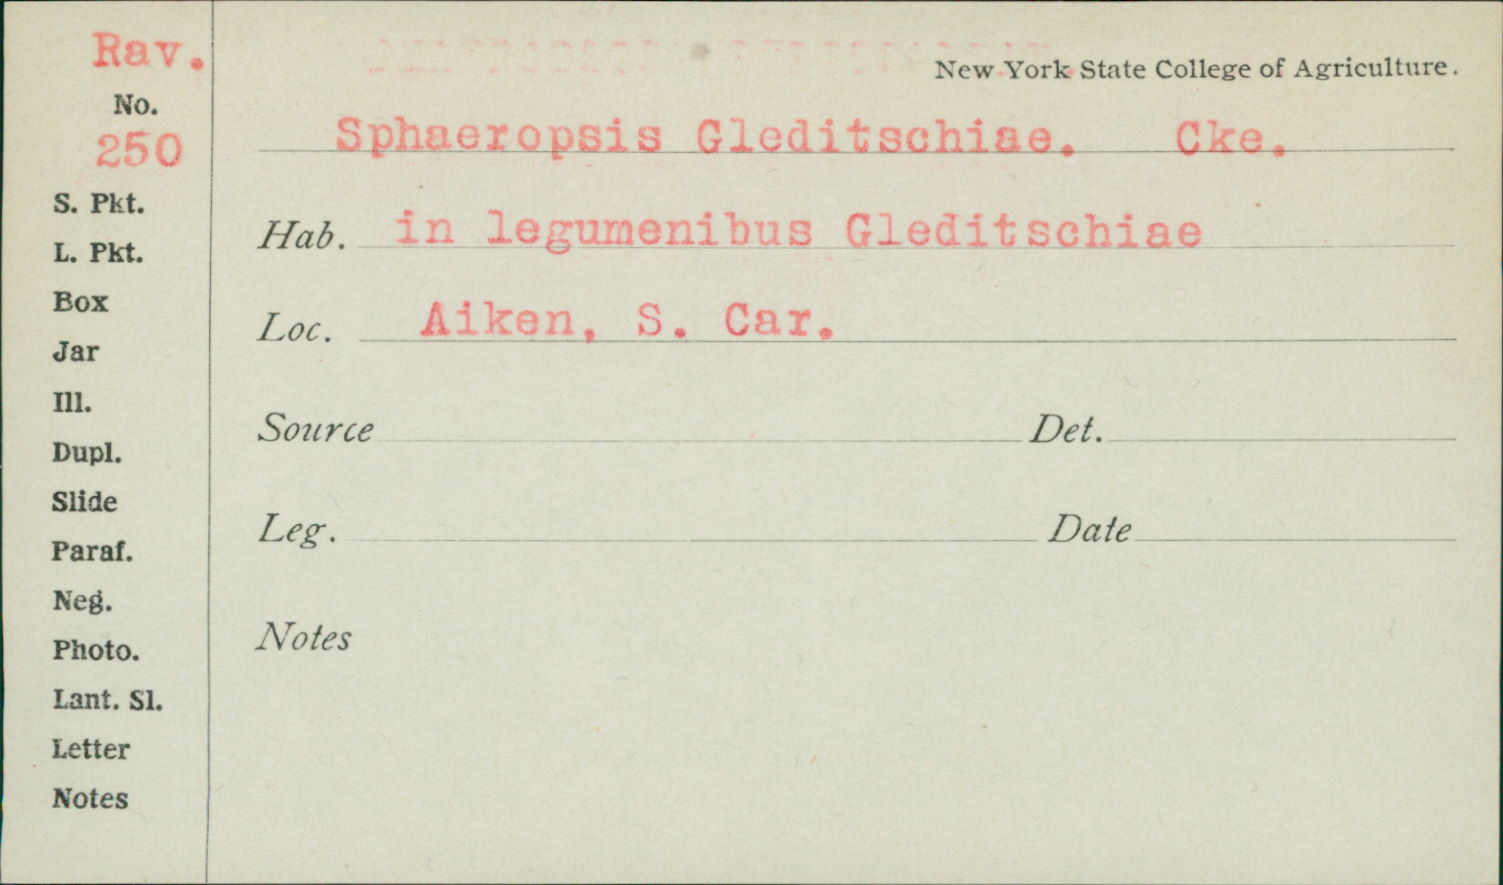 Rav.
New York State College of Agriculture.
No.
250
Sphaeropsis Gleditschiae. Cke.
S. Pkt.
Hab. in legumenibus Gleditschiae
L. Pkt.
Box
Loc. Aiken, S. Car.
Jar
Ill.
Source Det.
Dupl.
Slide
Leg. Date
Paraf.
Neg.
Notes
Photo.
Lant. Sl.
Letter
Notes